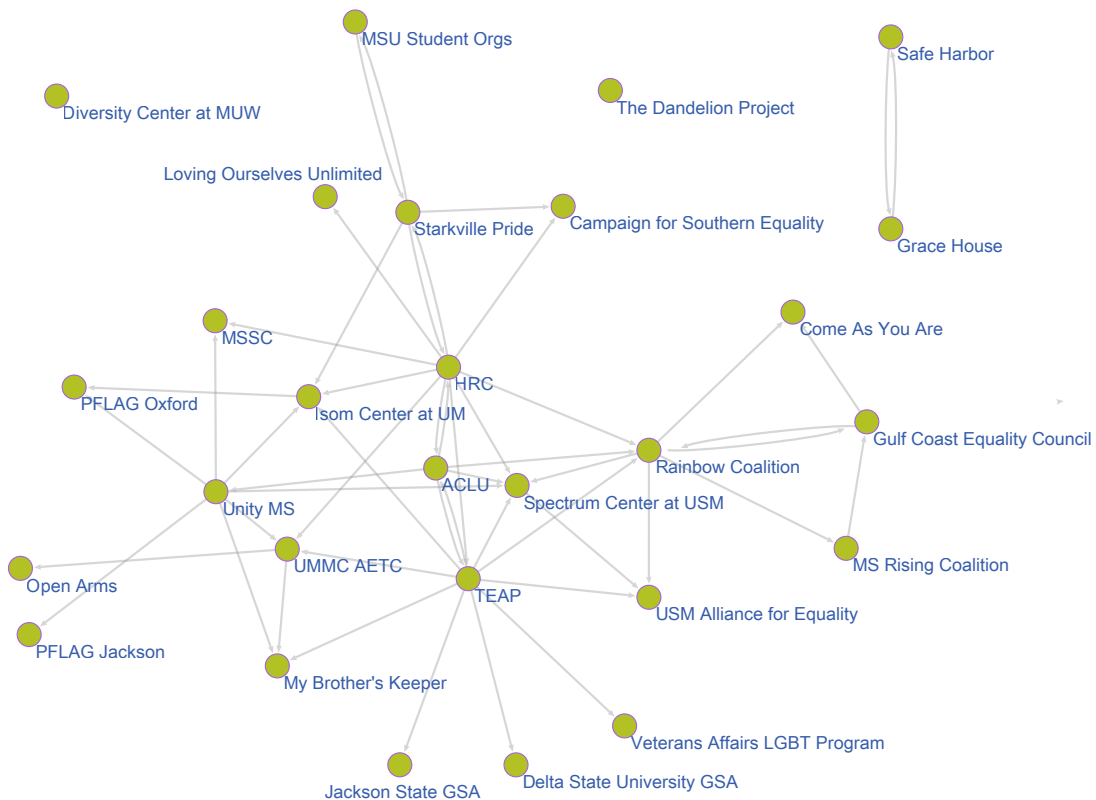 MSU Student Orgs
Safe Harbor
Diversity Center at MUW
The Dandelion Project
Loving Ourselves Unlimited
Starkville Pride
Campaign for Southern Equality
Grace House
MSSC
Come As You Are
HRC
PFLAG Oxford
Isom Center at UM
Gulf Coast Equality Council
Rainbow Coalition
ACLU
Spectrum Center at USM
Unity MS
UMMC AETC
MS Rising Coalition
Open Arms
TEAP
USM Alliance for Equality
PFLAG Jackson
My Brother's Keeper
Veterans Affairs LGBT Program
Delta State University GSA
Jackson State GSA